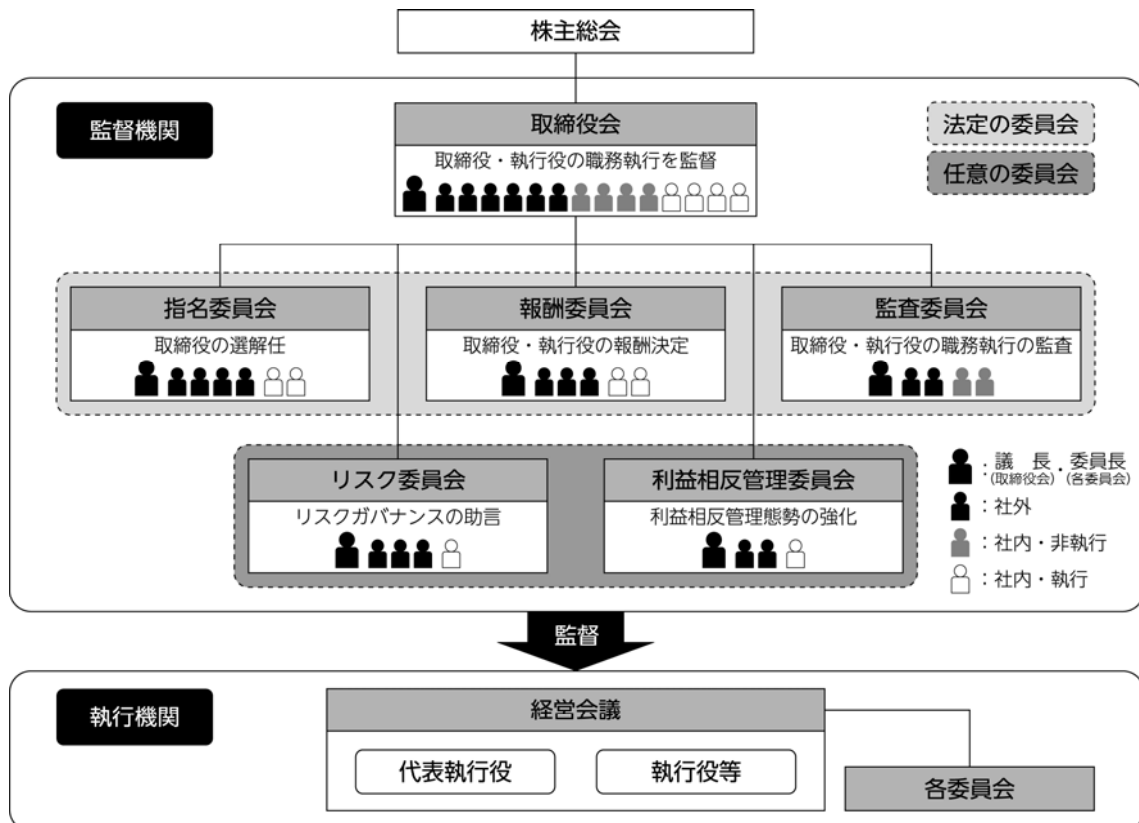 株主総会
監督機関
取締役会
取締役・執行役の職務執行を監督
法定の委員会
任意の委員会
指名委員会
取締役の選解任
報酬委員会
取締役・執行役の報酬決定
監査委員会
取締役・執行役の職務執行の監査
リスク委員会
リスクガバナンスの助言
利益相反管理委員会
利益相反管理態勢の強化
：議 長・委員長
(取締役会) (各委員会)
：社外
：社内・非執行
：社内・執行
監督
執行機関
経営会議
代表執行役
執行役等
各委員会